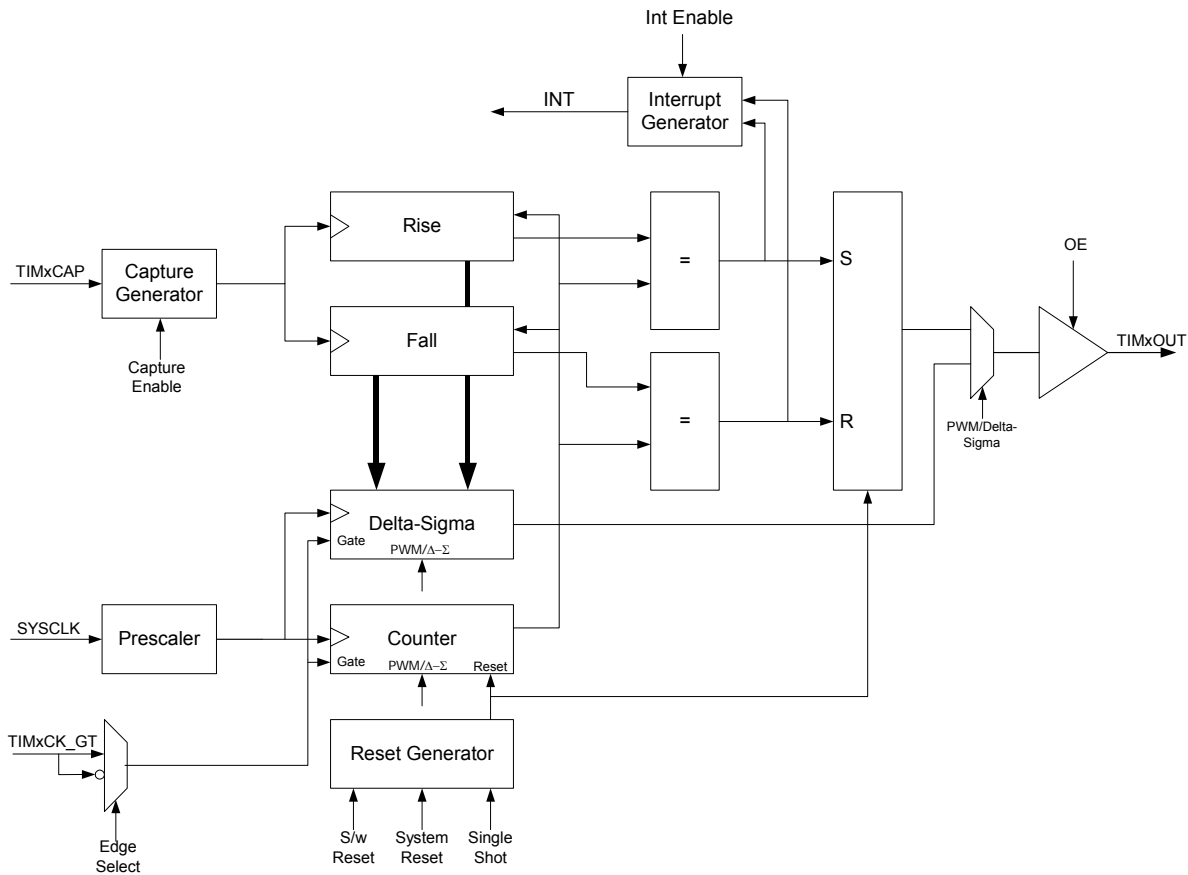 Int Enable
INT
Interrupt
Generator
Rise
TIMxCAP
Capture
Generator
=
S
OE
Fall
TIMxOUT
Capture
Enable
=
R
PWM/Delta-
Sigma
Delta-Sigma
Gate
PWM/Δ−Σ
SYSCLK
Prescaler
Counter
Gate
PWM/Δ−Σ
Reset
TIMxCK_GT
Reset Generator
Edge
Select
S/w
Reset
System
Reset
Single
Shot